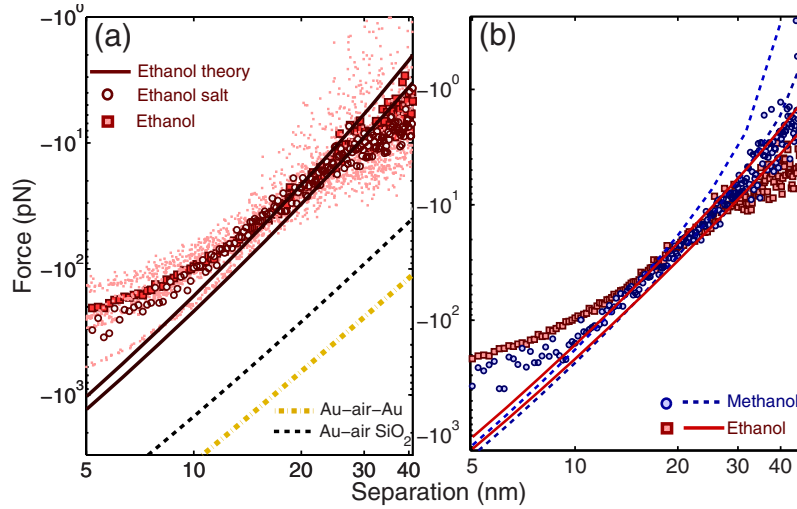 (a)
Ethanol theory
Ethanol salt
Ethanol
Au–air–Au
Au–air SiO₂
−10⁰
−10¹
−10²
−10³
Force (pN)
5
10
20
30
40
(b)
Methanol
Ethanol
−10⁰
−10¹
−10²
−10³
5
10
20
30
40
Separation (nm)